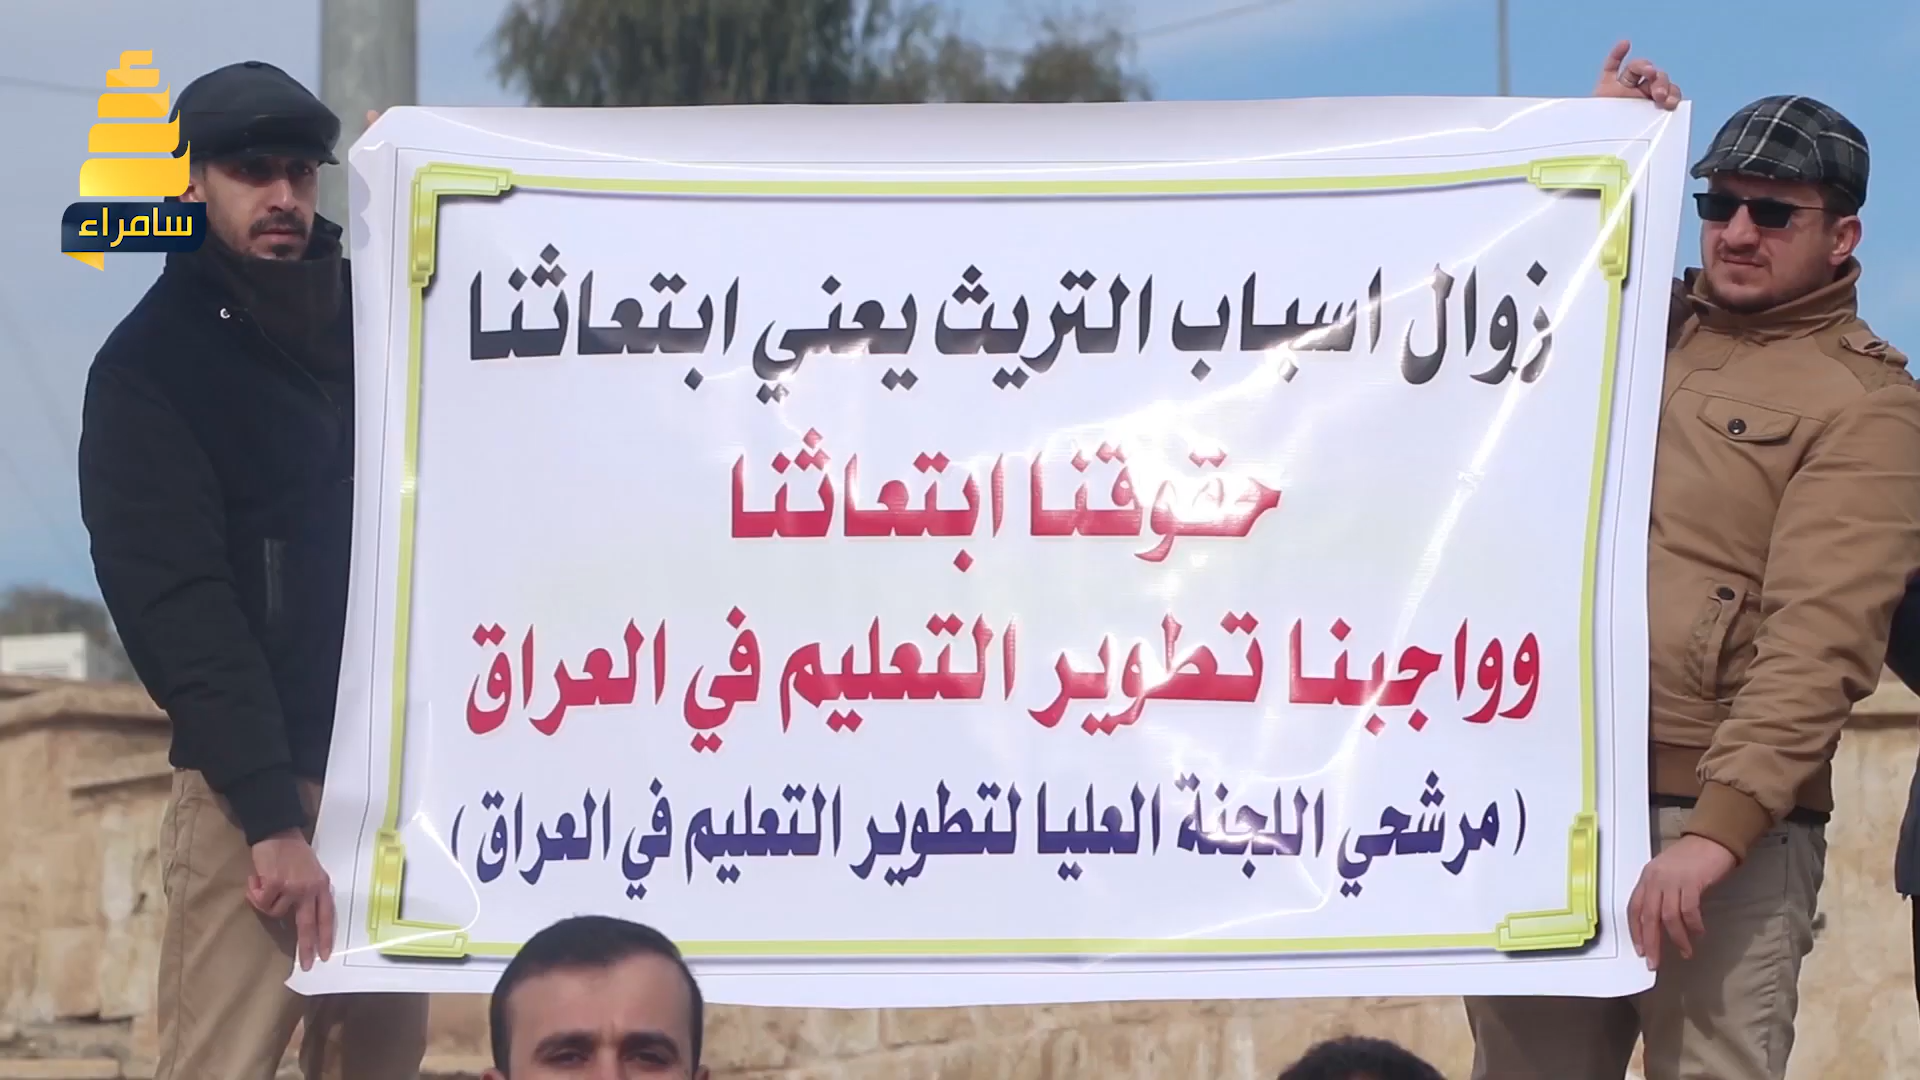 سامراء
زوال اسباب التريث يعني ابتعاثنا
حقوقنا ابتعاثنا
وواجبنا تطوير التعليم في العراق
( مرشحي اللجنة العليا لتطوير التعليم في العراق )